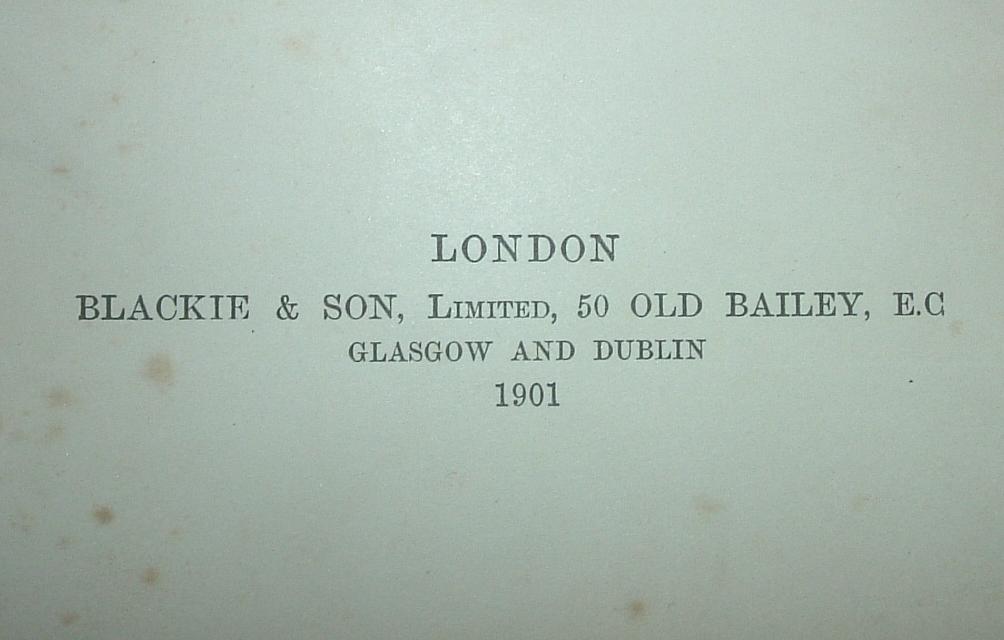 LONDON
BLACKIE & SON, LIMITED, 50 OLD BAILEY, E.C
GLASGOW AND DUBLIN
1901